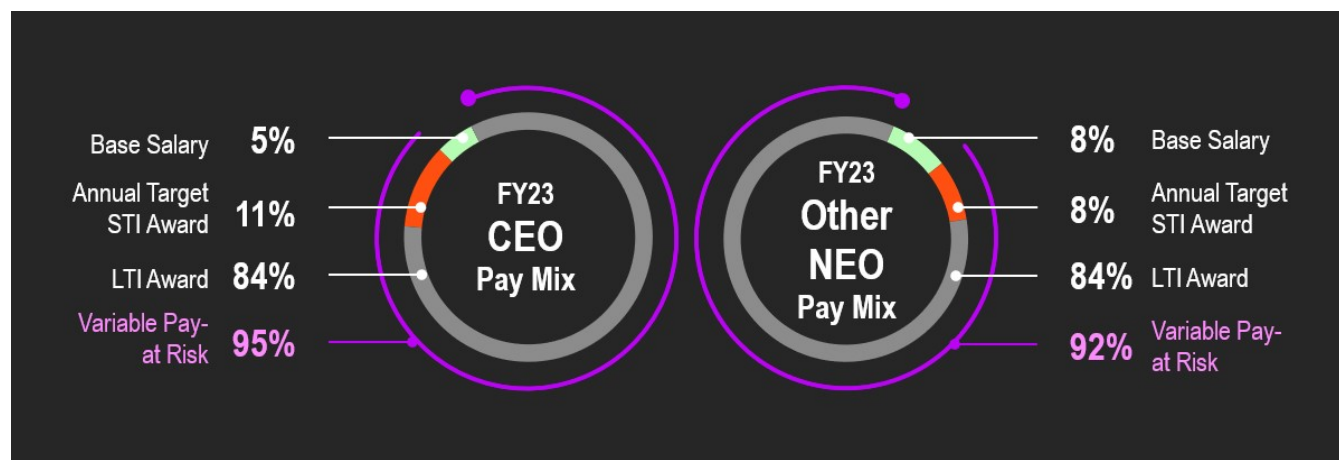 Base Salary 5%
Annual Target
STI Award 11%
LTI Award 84%
Variable Pay-
at Risk 95%
FY23
CEO
Pay Mix
FY23
Other
NEO
Pay Mix
8% Base Salary
8% Annual Target
STI Award
84% LTI Award
92% Variable Pay-
at Risk